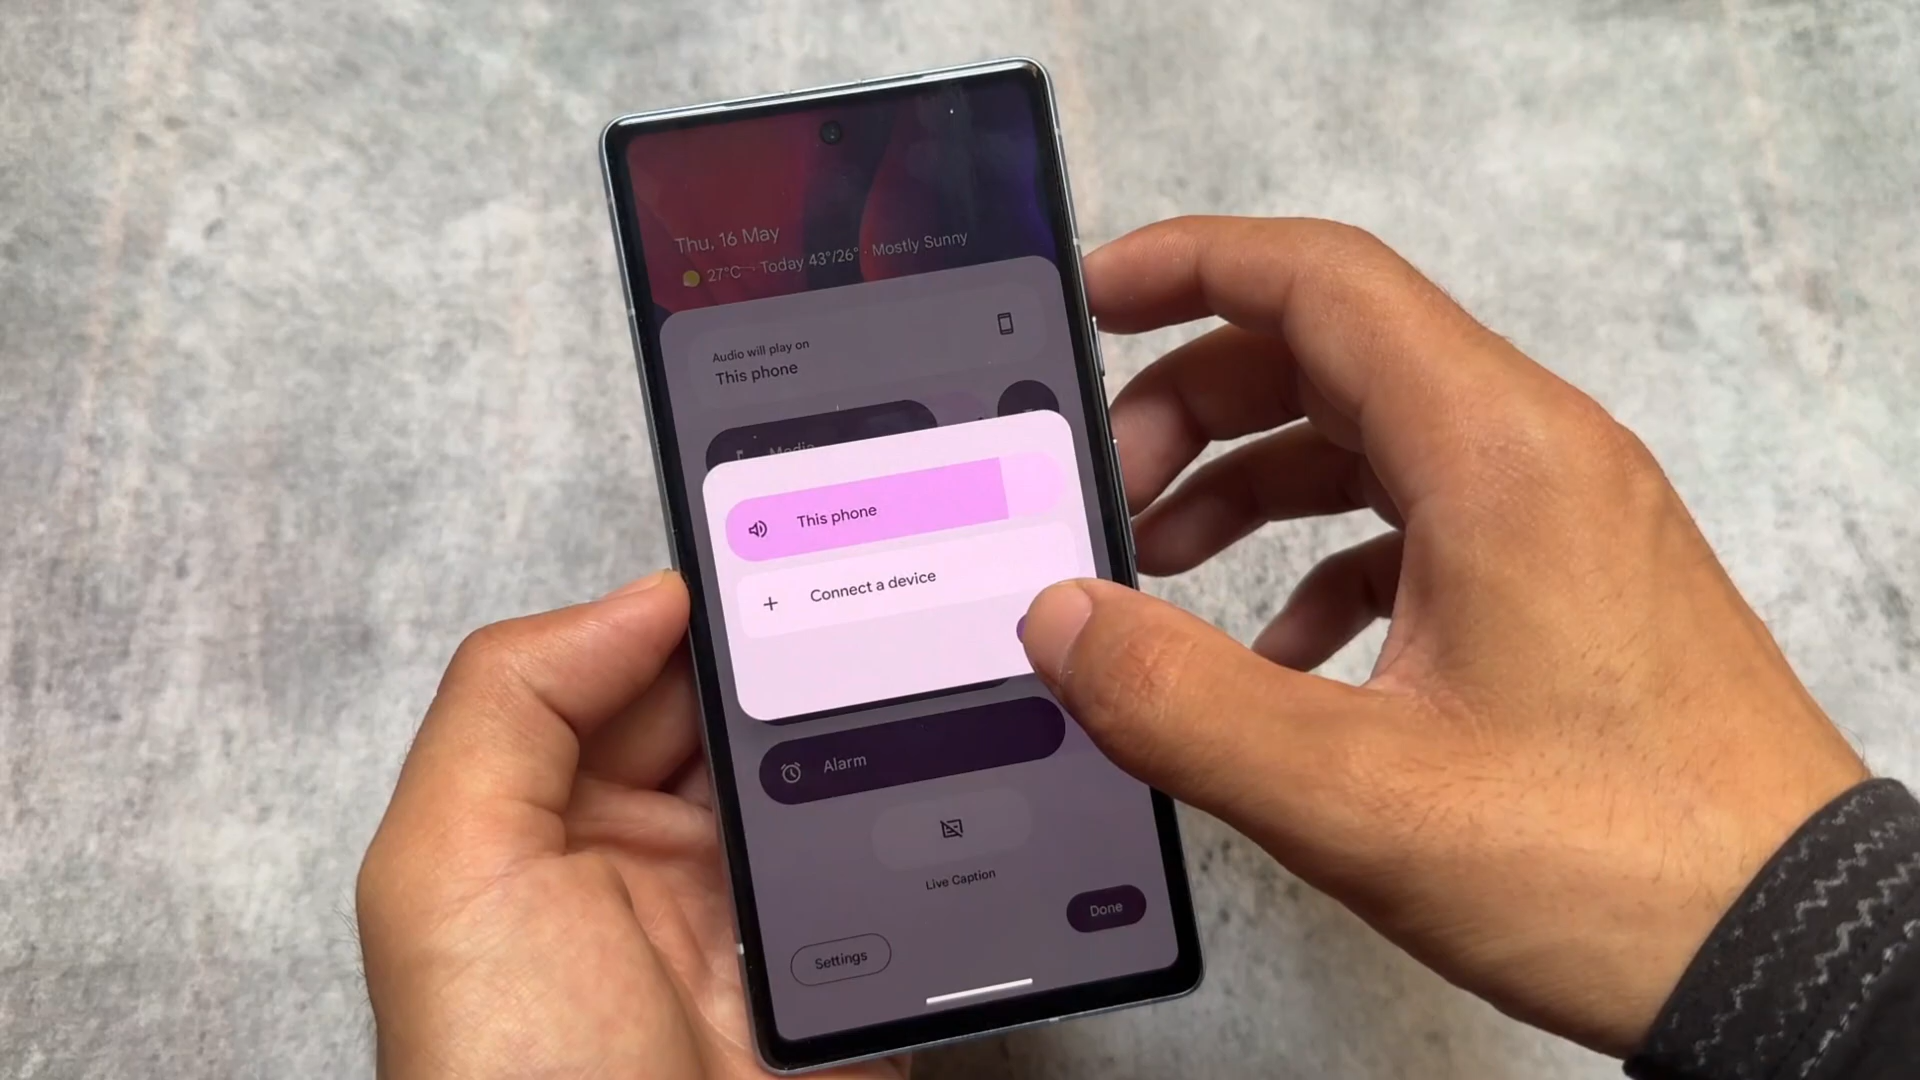 Thu, 16 May
27°C - Today 43°/26° · Mostly Sunny
Audio will play on
This phone
Media
This phone
Connect a device
Alarm
Live Caption
Done
Settings